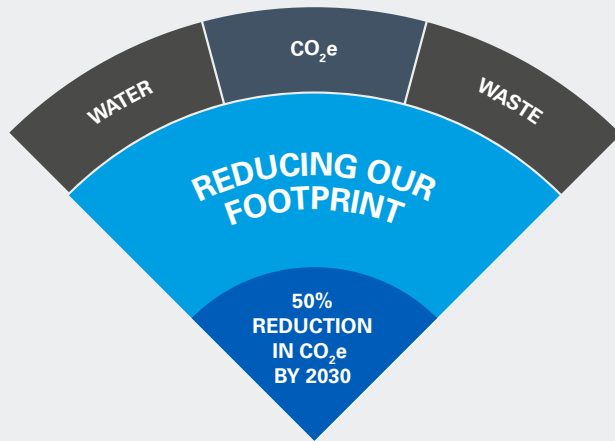 WATER
CO₂e
WASTE
REDUCING OUR
FOOTPRINT
50%
REDUCTION
IN CO₂e
BY 2030